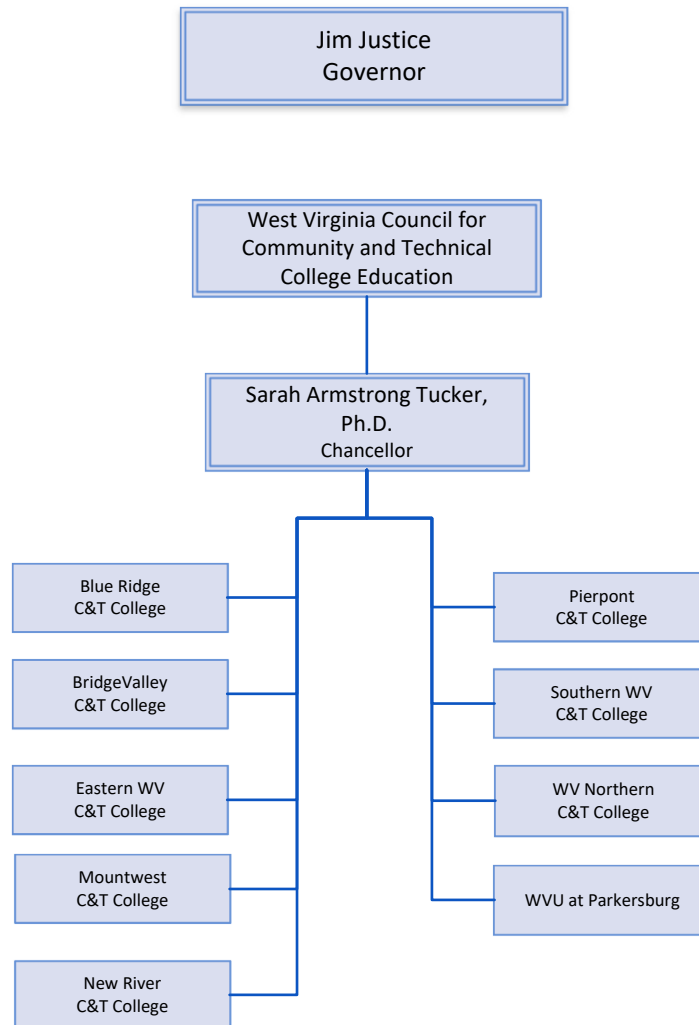 Jim Justice
Governor
West Virginia Council for
Community and Technical
College Education
Sarah Armstrong Tucker,
Ph.D.
Chancellor
Blue Ridge
C&T College
BridgeValley
C&T College
Eastern WV
C&T College
Mountwest
C&T College
New River
C&T College
Pierpont
C&T College
Southern WV
C&T College
WV Northern
C&T College
WVU at Parkersburg